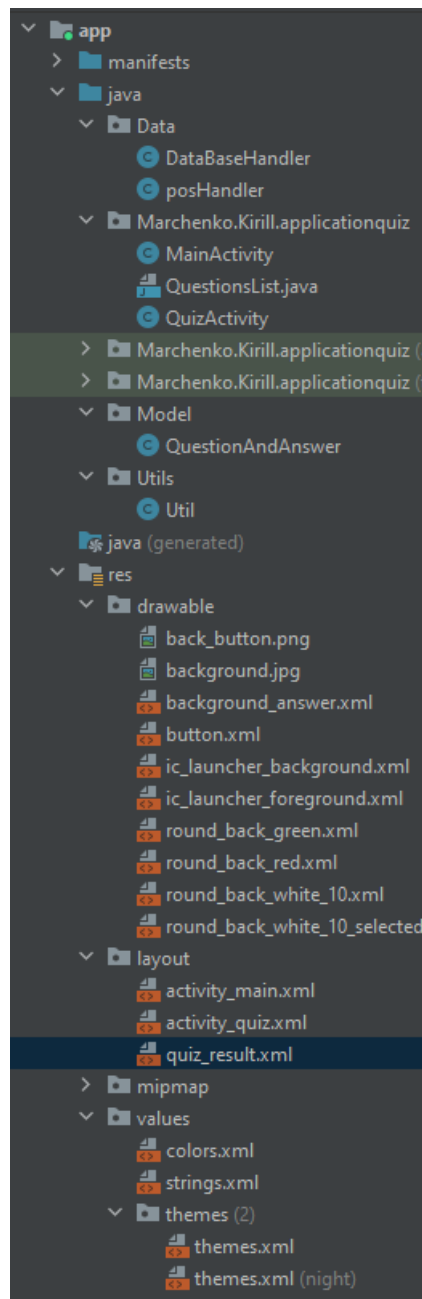 app
manifests
java
Data
DataBaseHandler
posHandler
Marchenko.Kirill.applicationquiz
MainActivity
QuestionsList.java
QuizActivity
Marchenko.Kirill.applicationquiz (
Marchenko.Kirill.applicationquiz (
Model
QuestionAndAnswer
Utils
Util
java (generated)
res
drawable
back_button.png
background.jpg
background_answer.xml
button.xml
ic_launcher_background.xml
ic_launcher_foreground.xml
round_back_green.xml
round_back_red.xml
round_back_white_10.xml
round_back_white_10_selected
layout
activity_main.xml
activity_quiz.xml
quiz_result.xml
mipmap
values
colors.xml
strings.xml
themes (2)
themes.xml
themes.xml (night)